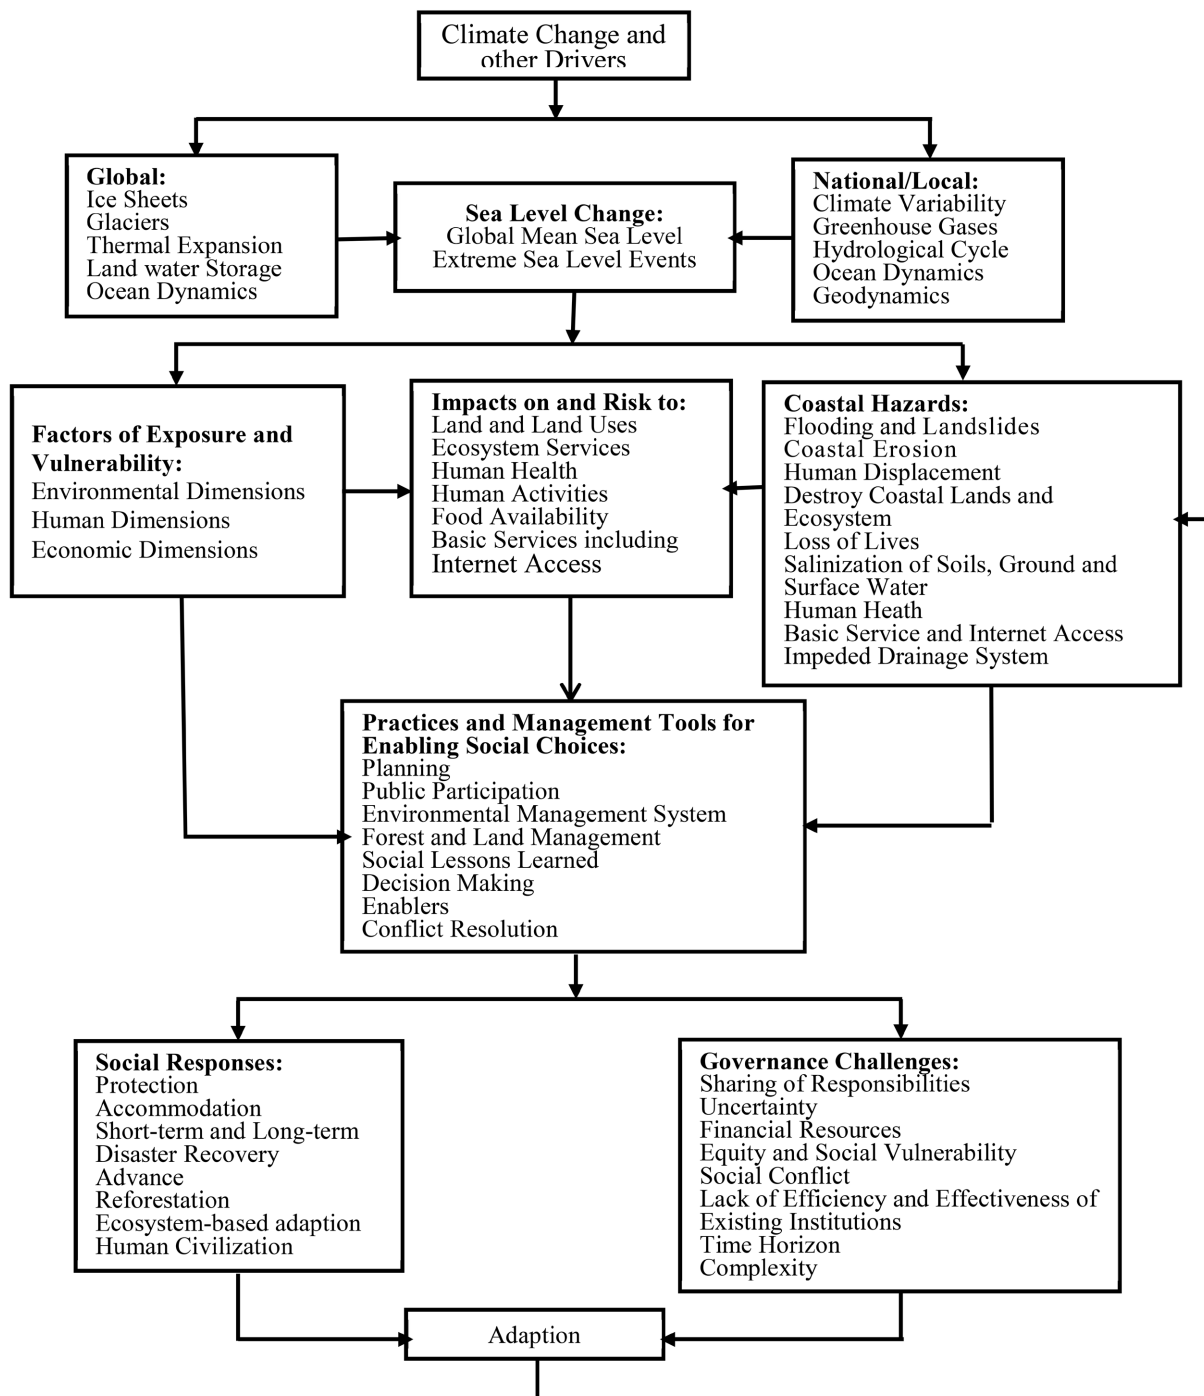 Climate Change and
other Drivers
Global:
Ice Sheets
Glaciers
Thermal Expansion
Land water Storage
Ocean Dynamics
Sea Level Change:
Global Mean Sea Level
Extreme Sea Level Events
National/Local:
Climate Variability
Greenhouse Gases
Hydrological Cycle
Ocean Dynamics
Geodynamics
Factors of Exposure and
Vulnerability:
Environmental Dimensions
Human Dimensions
Economic Dimensions
Impacts on and Risk to:
Land and Land Uses
Ecosystem Services
Human Health
Human Activities
Food Availability
Basic Services including
Internet Access
Coastal Hazards:
Flooding and Landslides
Coastal Erosion
Human Displacement
Destroy Coastal Lands and
Ecosystem
Loss of Lives
Salinization of Soils, Ground and
Surface Water
Human Heath
Basic Service and Internet Access
Impeded Drainage System
Practices and Management Tools for
Enabling Social Choices:
Planning
Public Participation
Environmental Management System
Forest and Land Management
Social Lessons Learned
Decision Making
Enablers
Conflict Resolution
Social Responses:
Protection
Accommodation
Short-term and Long-term
Disaster Recovery
Advance
Reforestation
Ecosystem-based adaption
Human Civilization
Governance Challenges:
Sharing of Responsibilities
Uncertainty
Financial Resources
Equity and Social Vulnerability
Social Conflict
Lack of Efficiency and Effectiveness of
Existing Institutions
Time Horizon
Complexity
Adaption